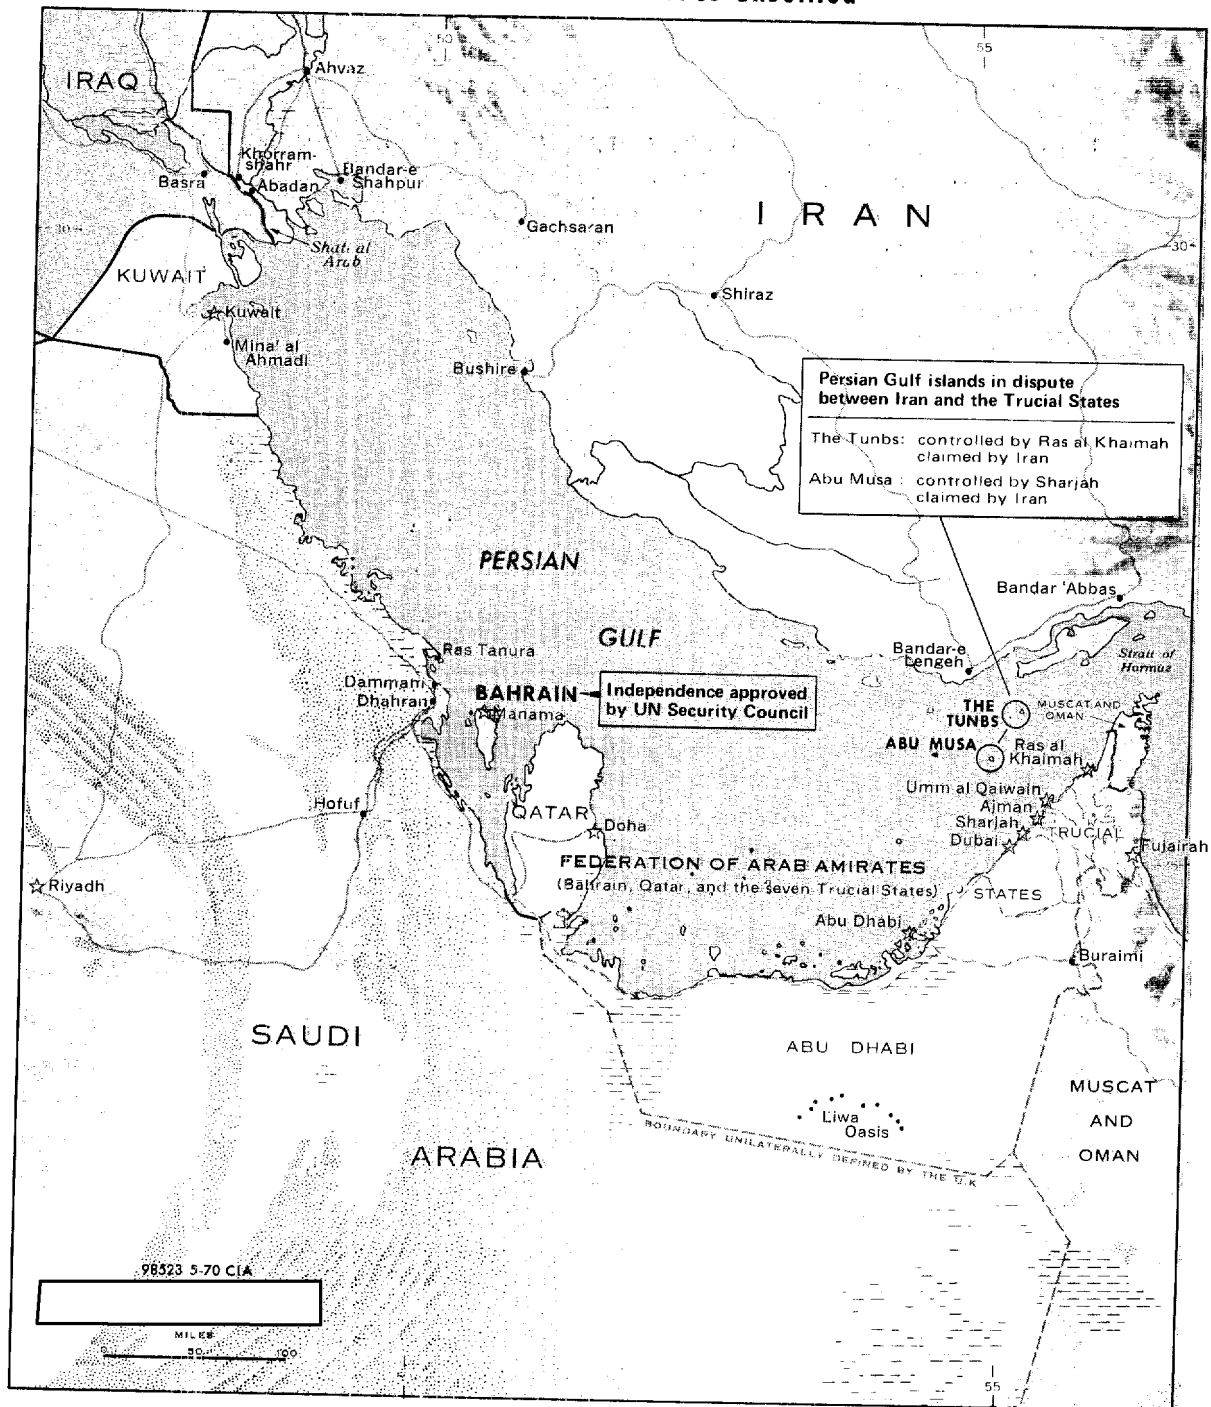 50
55
IRAQ
Ahvaz
Khorram-
shahr
Bandar-e
Shahpur
Basra
Abadan
IRAN
30
Gachsaran
30
Shatt al
Arab
KUWAIT
Shiraz
Kuwait
Mina' al
Ahmadi
Bushire
Persian Gulf islands in dispute
between Iran and the Trucial States
The Tunbs: controlled by Ras al Khaimah
claimed by Iran
Abu Musa : controlled by Sharjah
claimed by Iran
PERSIAN
GULF
Bandar 'Abbas
Ras Tanura
Bandar-e
Lengeh
Strait of
Hormuz
Dammam
Dhahran
BAHRAIN
Manama
Independence approved
by UN Security Council
THE
TUNBS
MUSCAT AND
OMAN
ABU MUSA
Ras al
Khaimah
Umm al Qaiwain
Ajman
Sharjah
Dubai
TRUCIAL
STATES
Fujairah
Hofuf
QATAR
Doha
FEDERATION OF ARAB AMIRATES
(Bahrain, Qatar, and the seven Trucial States)
Riyadh
Abu Dhabi
Buraimi
SAUDI
ARABIA
ABU DHABI
Liwa
Oasis
BOUNDARY UNILATERALLY DEFINED BY THE U.K
MUSCAT
AND
OMAN
98523 5-70 CIA
MILES
0 50 100
55